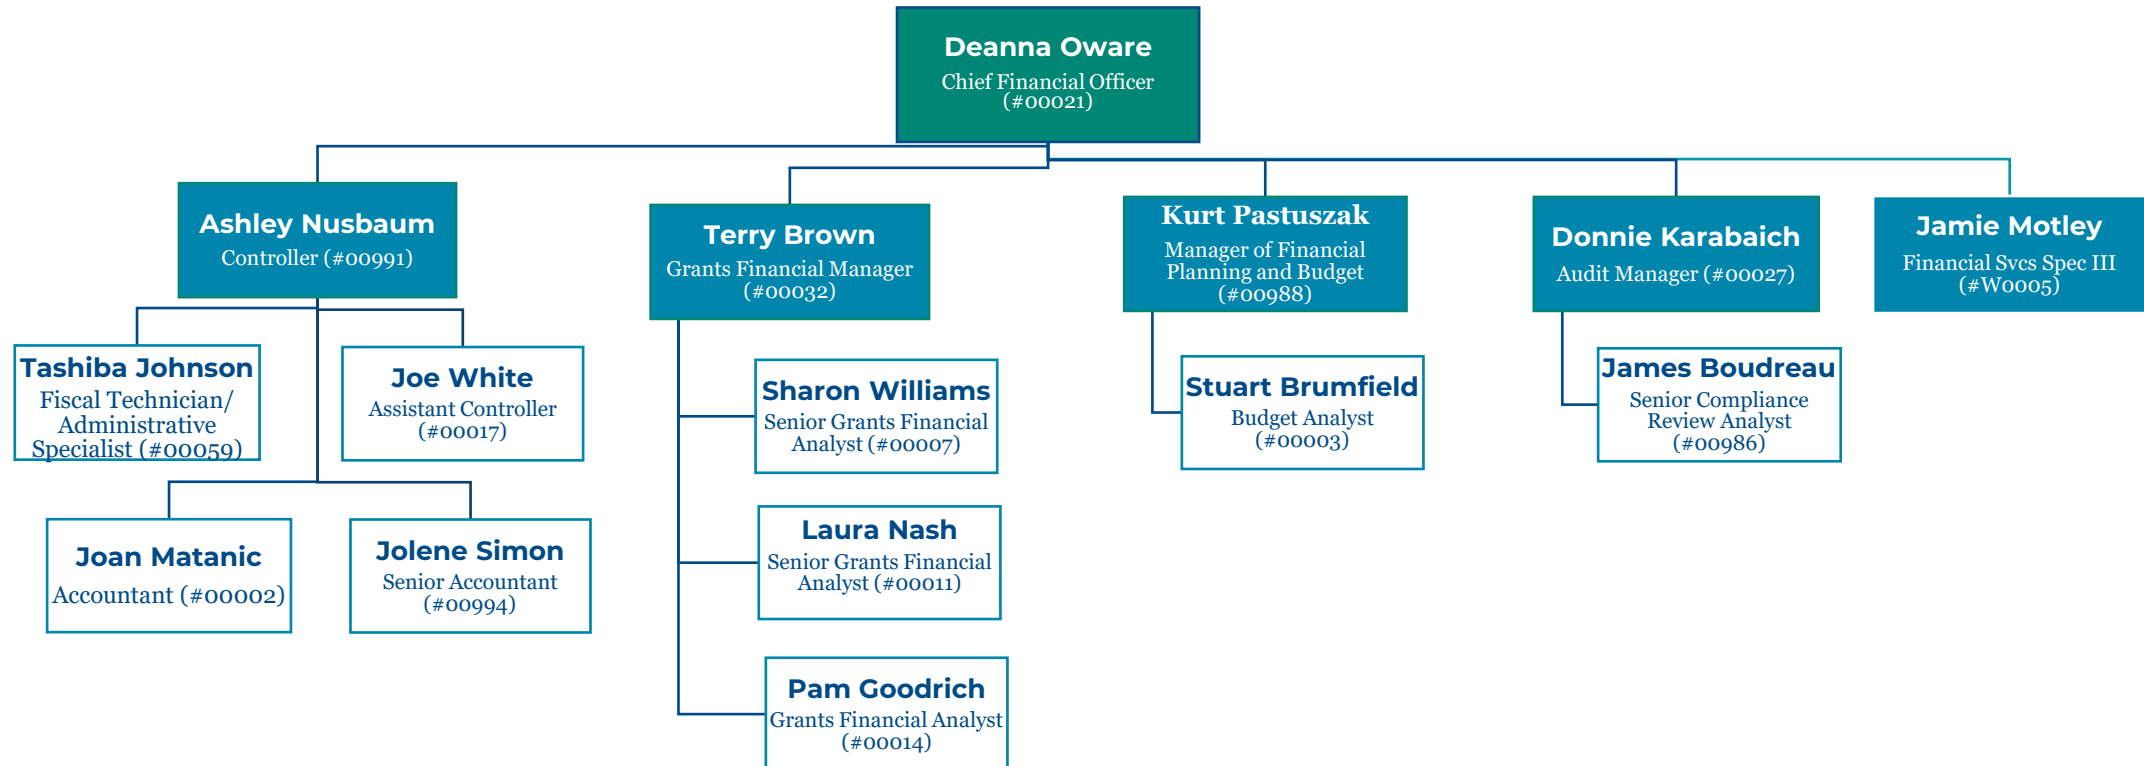 Deanna Oware
Chief Financial Officer
(#00021)
Ashley Nusbaum
Controller (#00991)
Terry Brown
Grants Financial Manager
(#00032)
Kurt Pastuszak
Manager of Financial
Planning and Budget
(#00988)
Donnie Karabaich
Audit Manager (#00027)
Jamie Motley
Financial Svcs Spec III
(#W0005)
Tashiba Johnson
Fiscal Technician/
Administrative
Specialist (#00059)
Joe White
Assistant Controller
(#00017)
Sharon Williams
Senior Grants Financial
Analyst (#00007)
Stuart Brumfield
Budget Analyst
(#00003)
James Boudreau
Senior Compliance
Review Analyst
(#00986)
Joan Matanic
Accountant (#00002)
Jolene Simon
Senior Accountant
(#00994)
Laura Nash
Senior Grants Financial
Analyst (#00011)
Pam Goodrich
Grants Financial Analyst
(#00014)